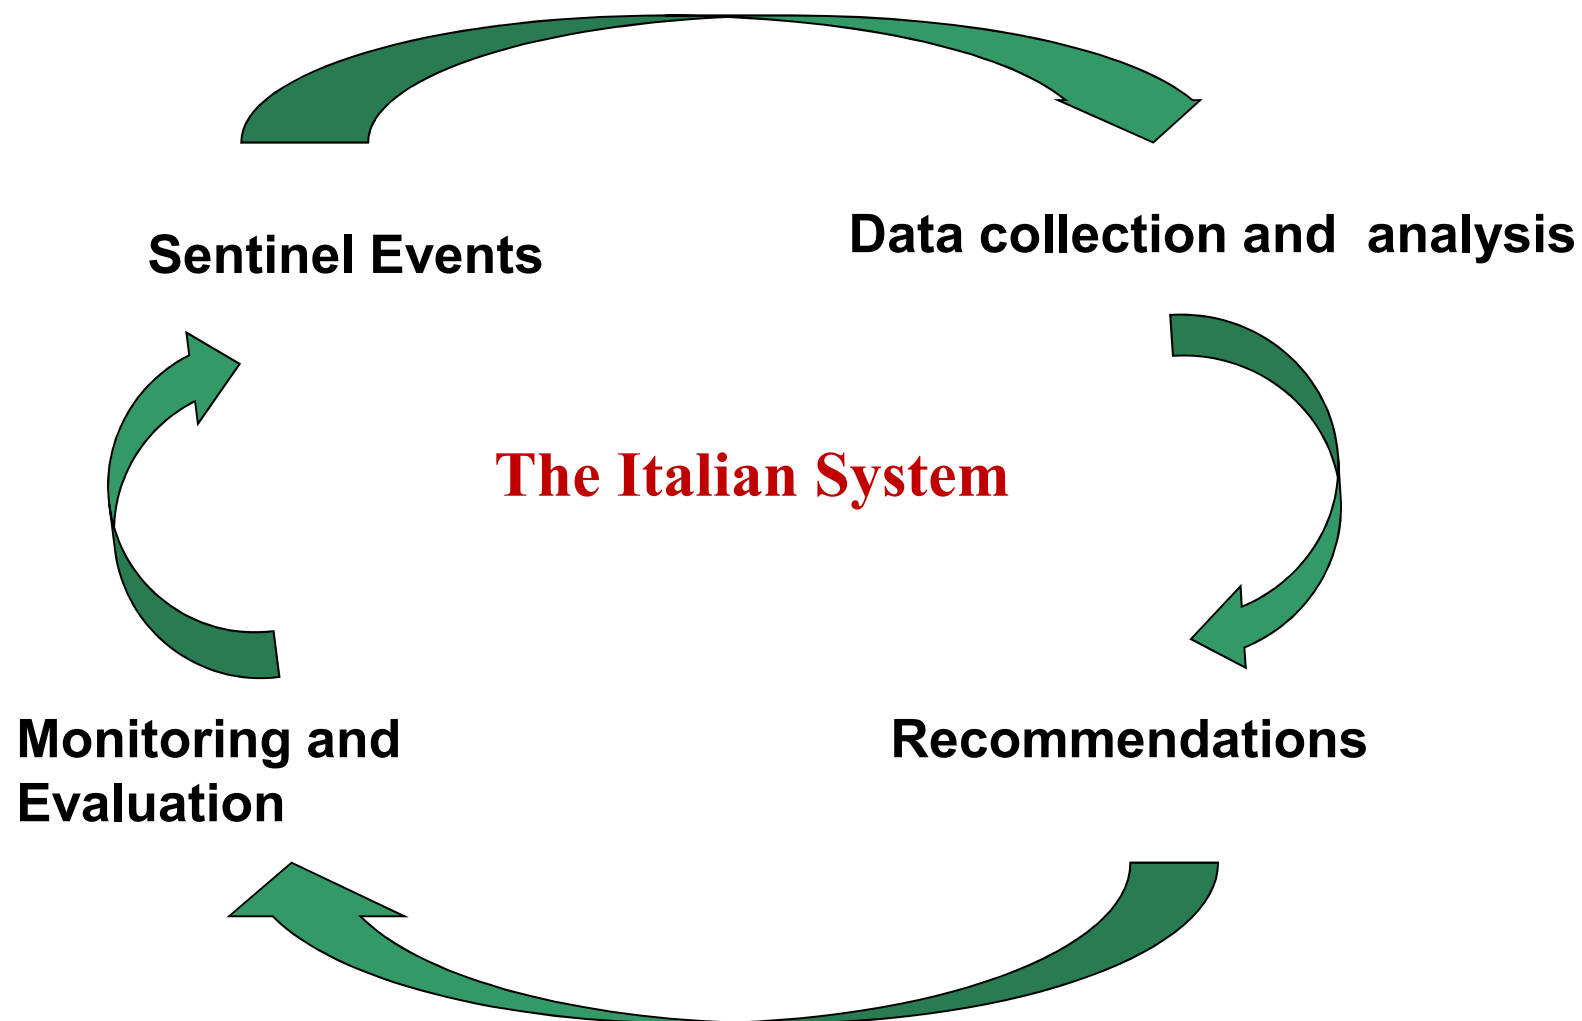 Sentinel Events
Data collection and  analysis
The Italian System
Monitoring and
Evaluation
Recommendations